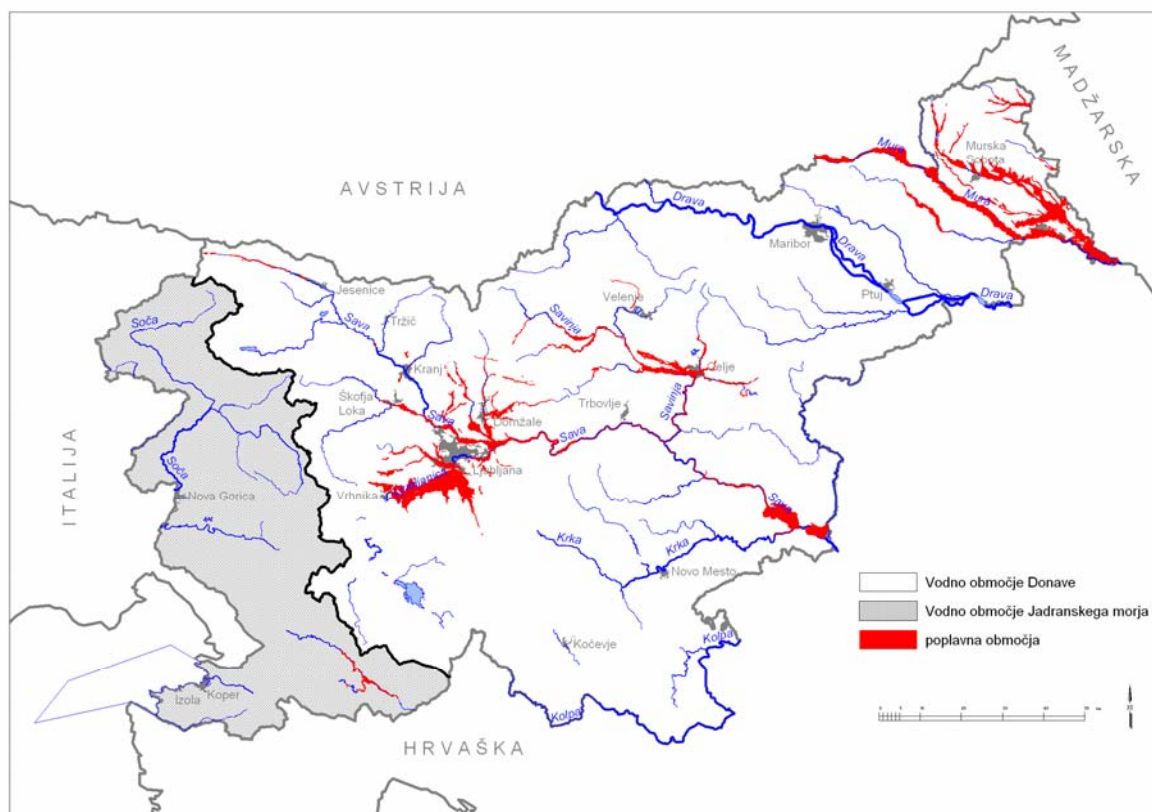 MADŽARSKA
AVSTRIJA
Mura
Murska
Sobota
Mura
Drava
Maribor
Drava
Ptuj
Drava
Jesenice
Soča
Sava
Tržič
Velenje
Savinja
Kranj
Celje
Škofja
Loka
Sava
Domžale
Trbovlje
Savinja
Sava
Ljubljana
Ljubljanica
Vrhnika
Soča
Nova Gorica
ITALIJA
Sava
Krka
Krka
Novo Mesto
Kočevje
Kolpa
Kolpa
Izola
Koper
HRVAŠKA
Vodno območje Donave
Vodno območje Jadranskega morja
poplavna območja